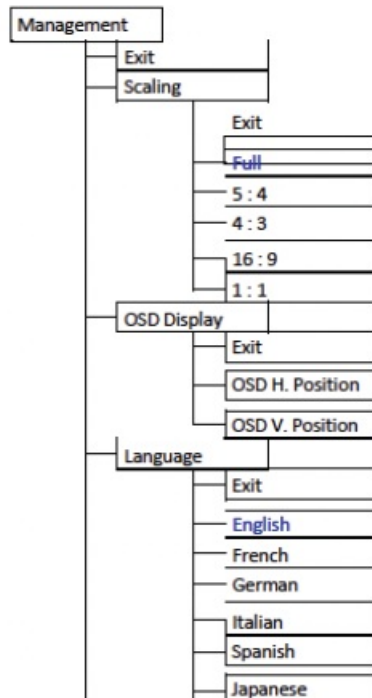 Management
Exit
Scaling
Exit
Full
5 : 4
4 : 3
16 : 9
1 : 1
OSD Display
Exit
OSD H. Position
OSD V. Position
Language
Exit
English
French
German
Italian
Spanish
Japanese